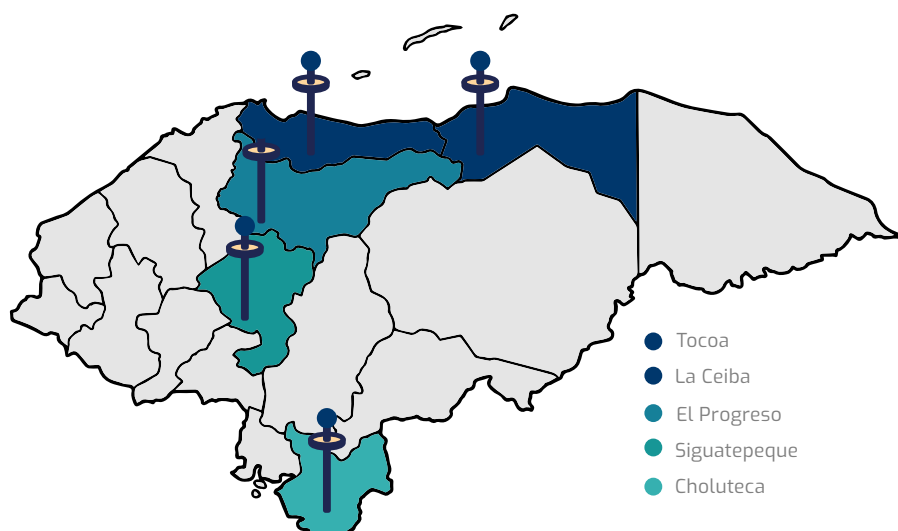 Tocoa
La Ceiba
El Progreso
Siguatepeque
Choluteca